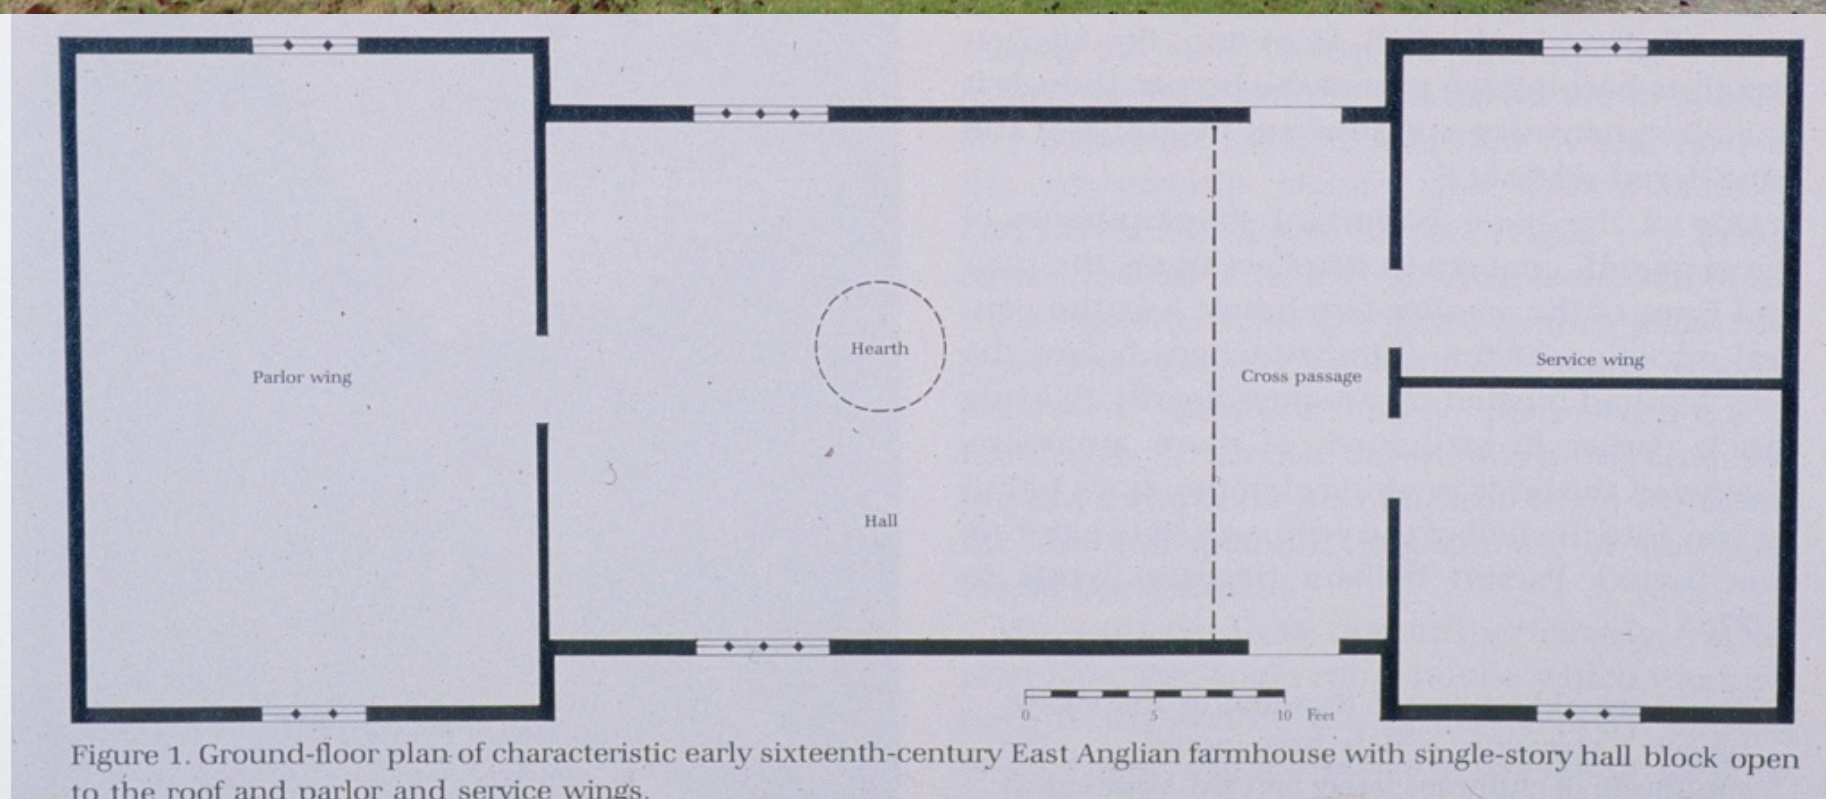 Parlor wing
Hearth
Hall
Cross passage
Service wing
0 5 10 Feet
Figure 1. Ground-floor plan of characteristic early sixteenth-century East Anglian farmhouse with single-story hall block open
to the roof and parlor and service wings.